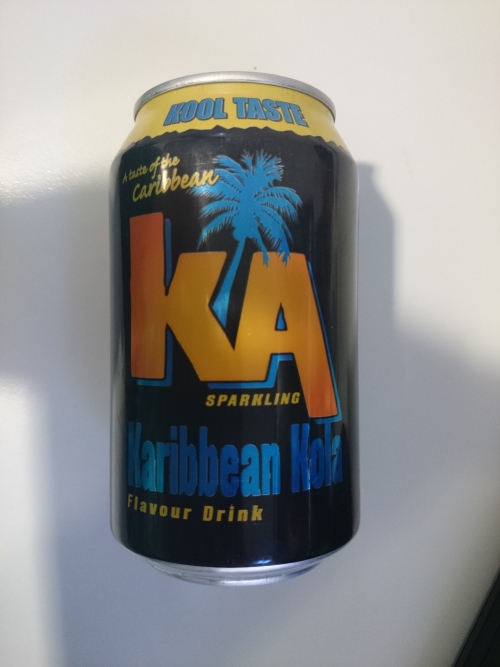 KOOL TASTE
A taste of the
Caribbean
KA
SPARKLING
Karibbean Kola
Flavour Drink